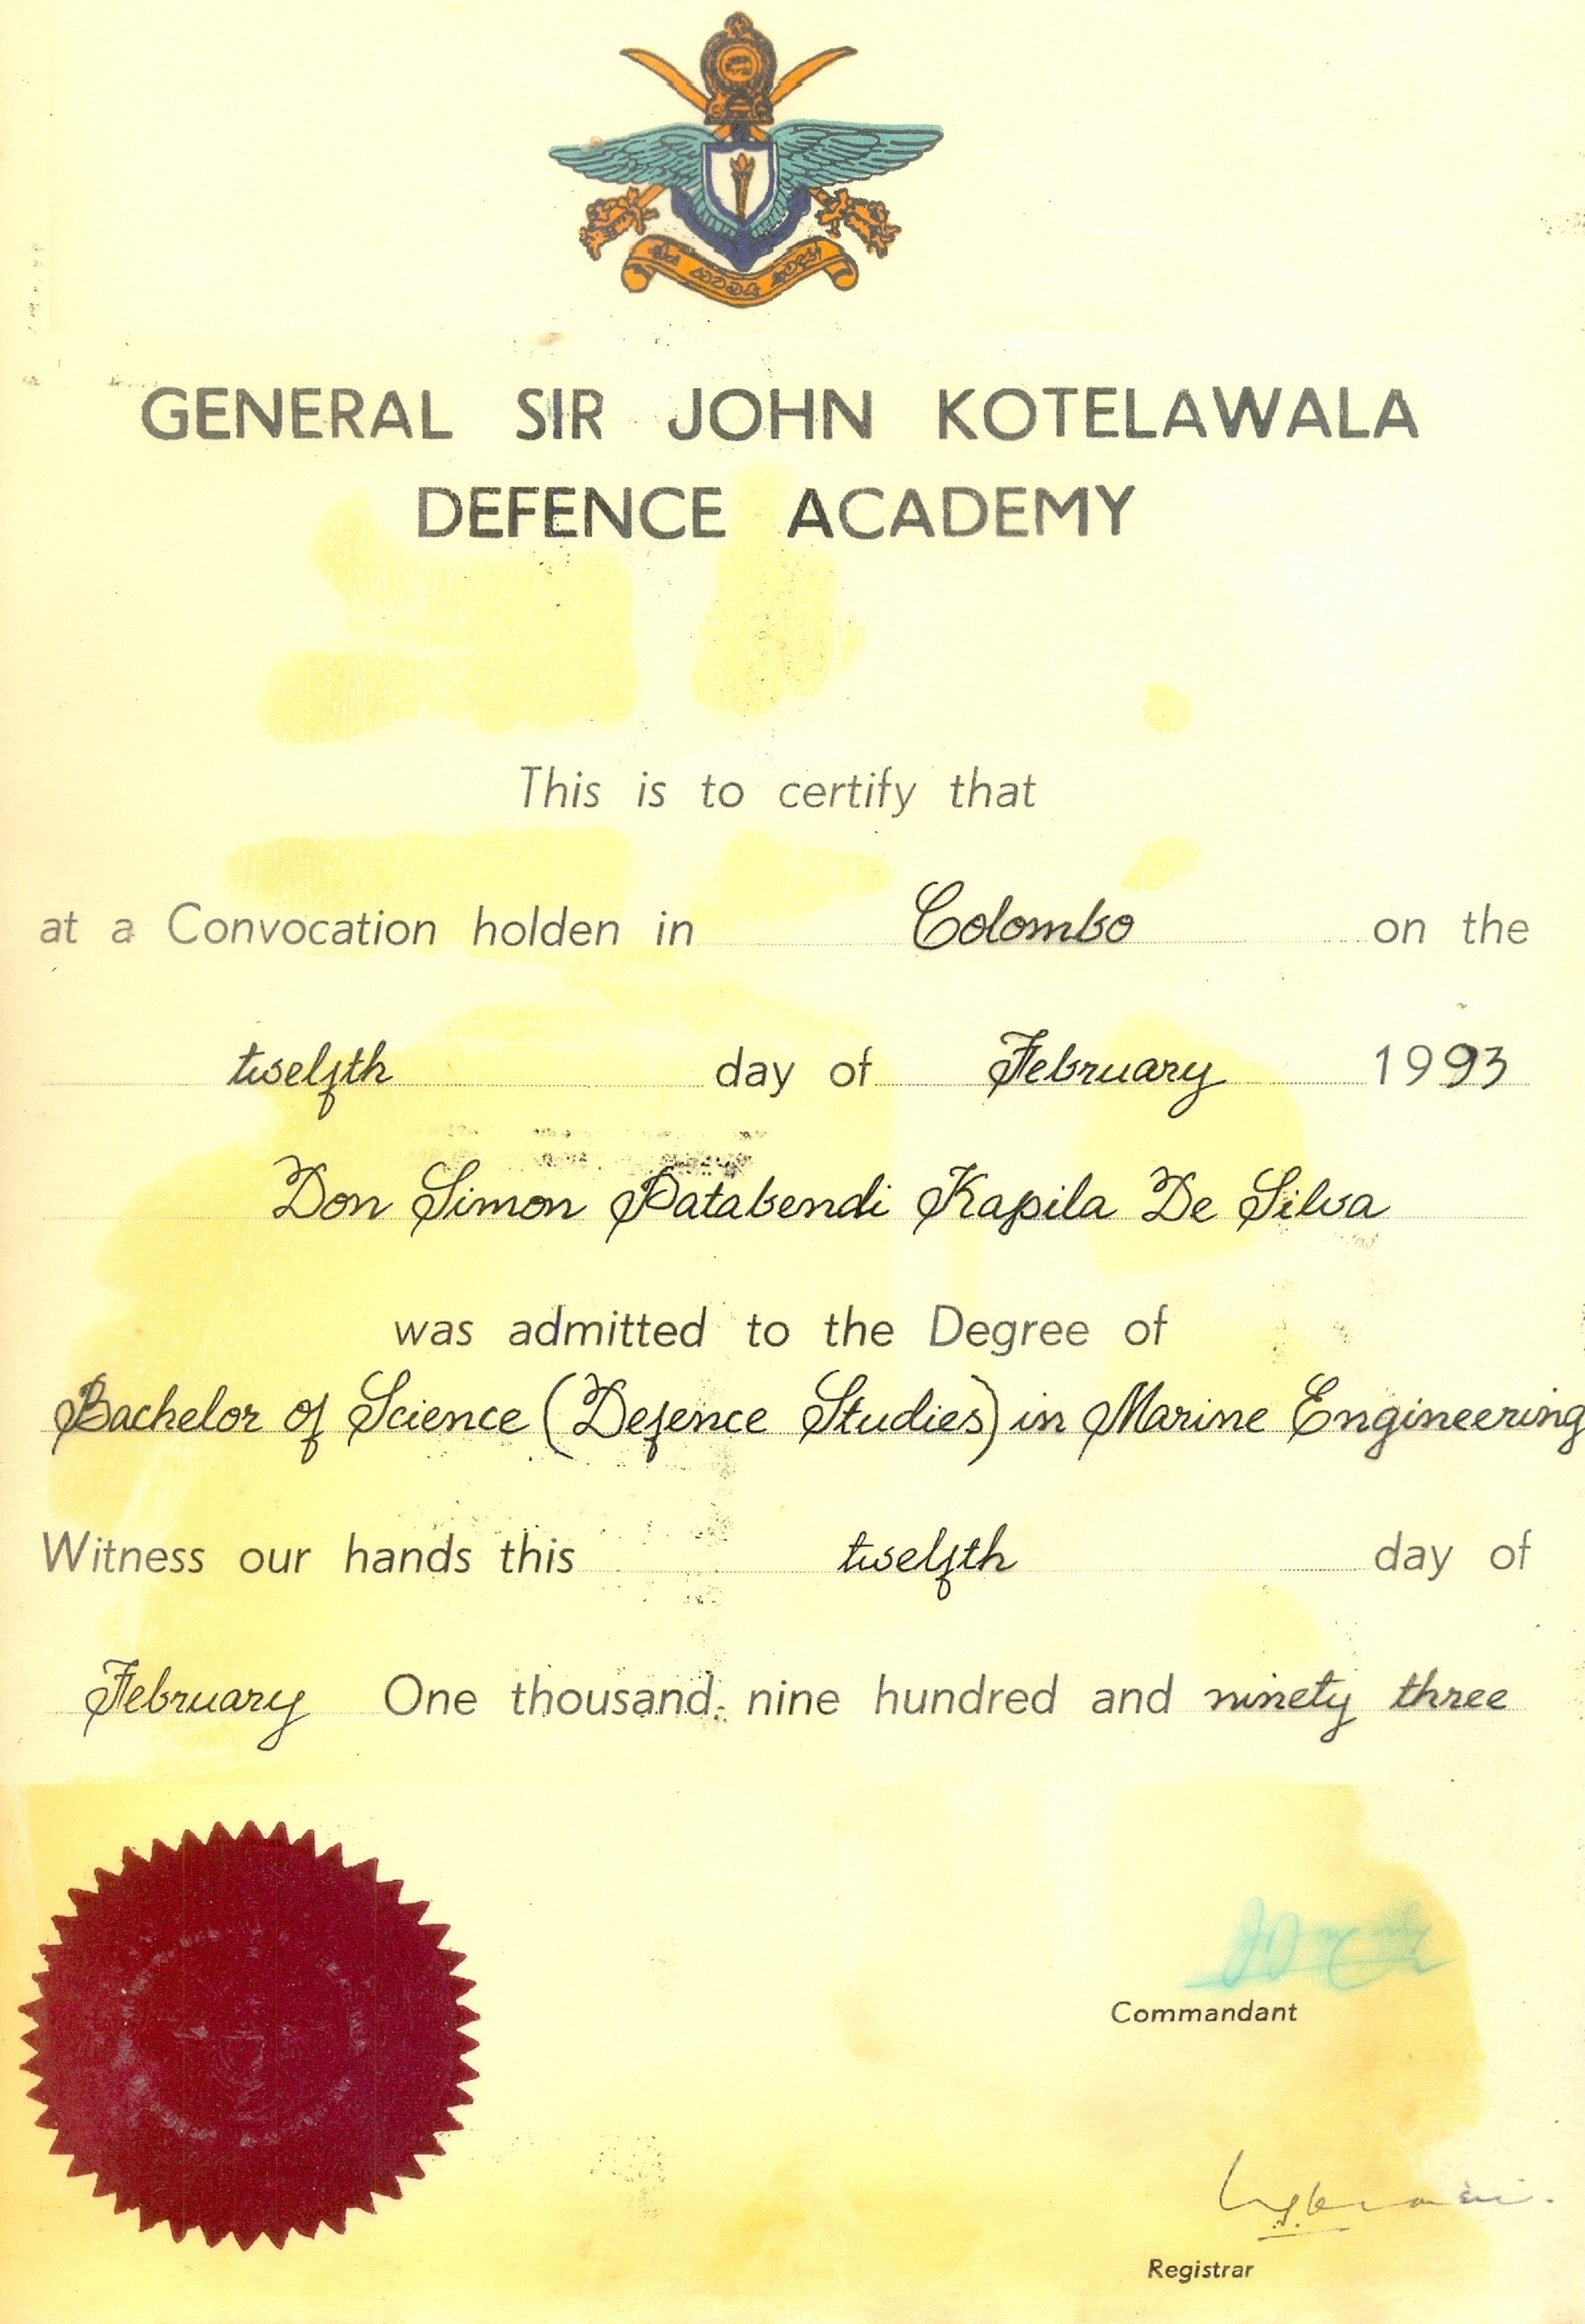 GENERAL SIR JOHN KOTELAWALA
DEFENCE ACADEMY
This is to certify that
at a Convocation holden in Colombo on the
twelfth day of February 1993
Don Simon Patabendi Kapila De Silva
was admitted to the Degree of
Bachelor of Science (Defence Studies) in Marine Engineering
Witness our hands this twelfth day of
February One thousand nine hundred and ninety three
Commandant
Registrar